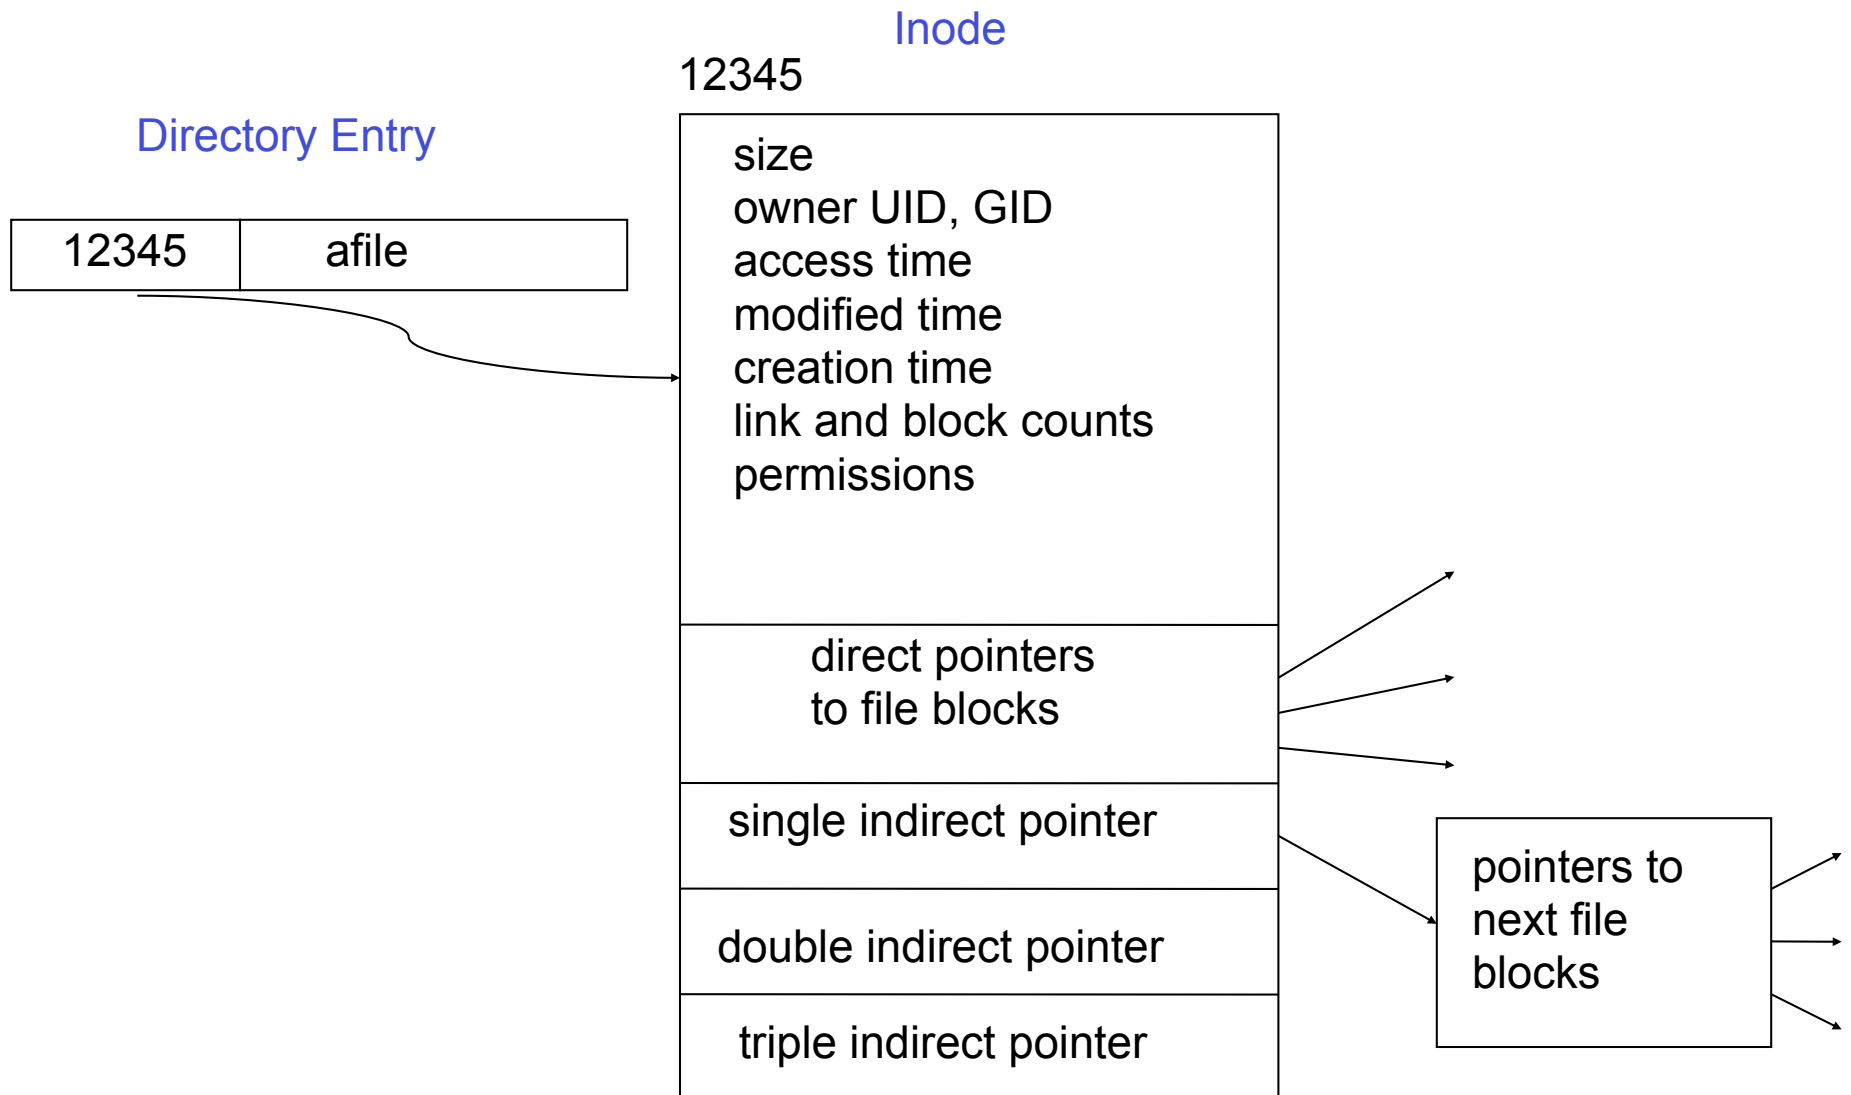 Inode
12345
Directory Entry
12345 afile
size
owner UID, GID
access time
modified time
creation time
link and block counts
permissions
direct pointers
to file blocks
single indirect pointer
double indirect pointer
triple indirect pointer
pointers to
next file
blocks